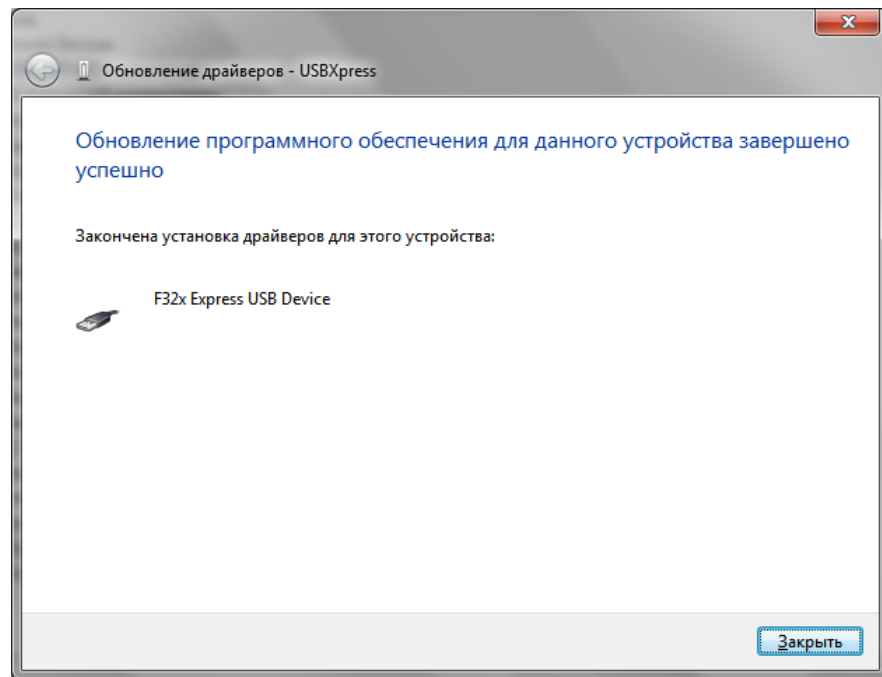 Обновление драйверов - USBXpress
Обновление программного обеспечения для данного устройства завершено
успешно
Закончена установка драйверов для этого устройства:
F32x Express USB Device
Закрыть